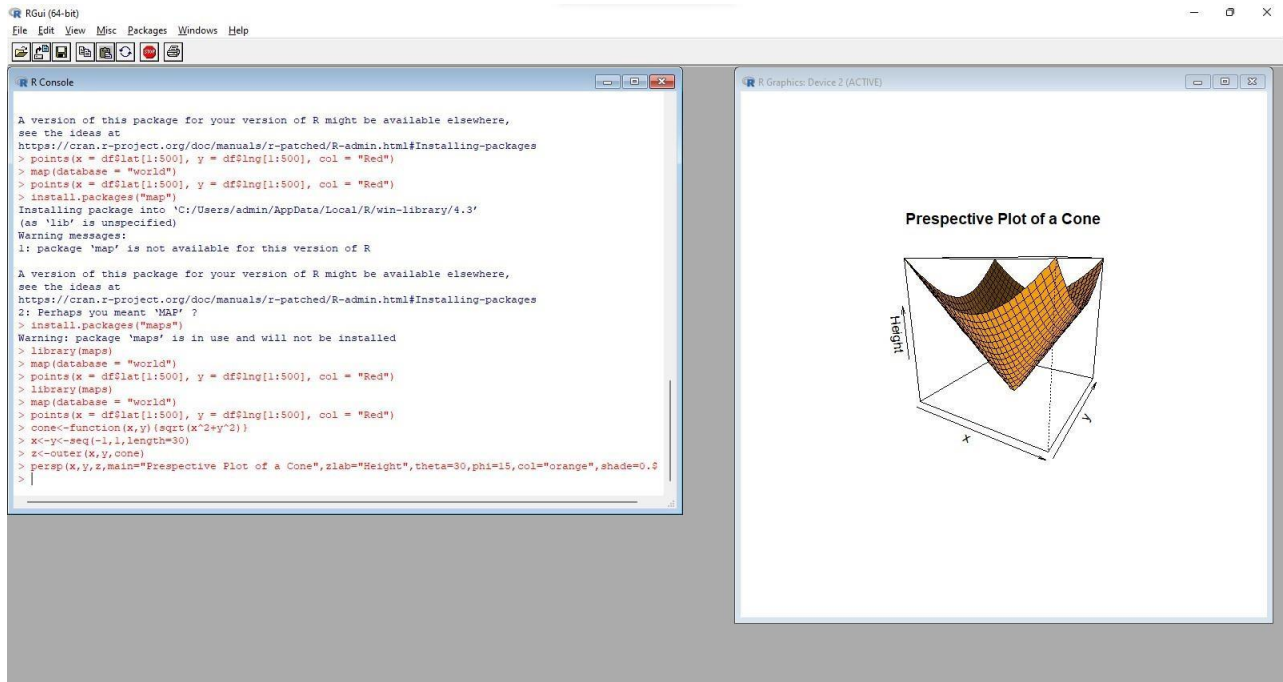 RGui (64-bit)
File Edit View Misc Packages Windows Help
STOP
R Console
A version of this package for your version of R might be available elsewhere,
see the ideas at
https://cran.r-project.org/doc/manuals/r-patched/R-admin.html#Installing-packages
> points(x = df$lat[1:500], y = df$lng[1:500], col = "Red")
> map(database = "world")
> points(x = df$lat[1:500], y = df$lng[1:500], col = "Red")
> install.packages("map")
Installing package into ‘C:/Users/admin/AppData/Local/R/win-library/4.3’
(as ‘lib’ is unspecified)
Warning messages:
1: package ‘map’ is not available for this version of R
A version of this package for your version of R might be available elsewhere,
see the ideas at
https://cran.r-project.org/doc/manuals/r-patched/R-admin.html#Installing-packages
2: Perhaps you meant ‘MAP’ ?
> install.packages("maps")
Warning: package ‘maps’ is in use and will not be installed
> library(maps)
> map(database = "world")
> points(x = df$lat[1:500], y = df$lng[1:500], col = "Red")
> library(maps)
> map(database = "world")
> points(x = df$lat[1:500], y = df$lng[1:500], col = "Red")
> cone<-function(x,y){sqrt(x^2+y^2)}
> x<-y<-seq(-1,1,length=30)
> z<-outer(x,y,cone)
> persp(x,y,z,main="Prespective Plot of a Cone",zlab="Height",theta=30,phi=15,col="orange",shade=0.$
>
R Graphics: Device 2 (ACTIVE)
Prespective Plot of a Cone
Height
x
y